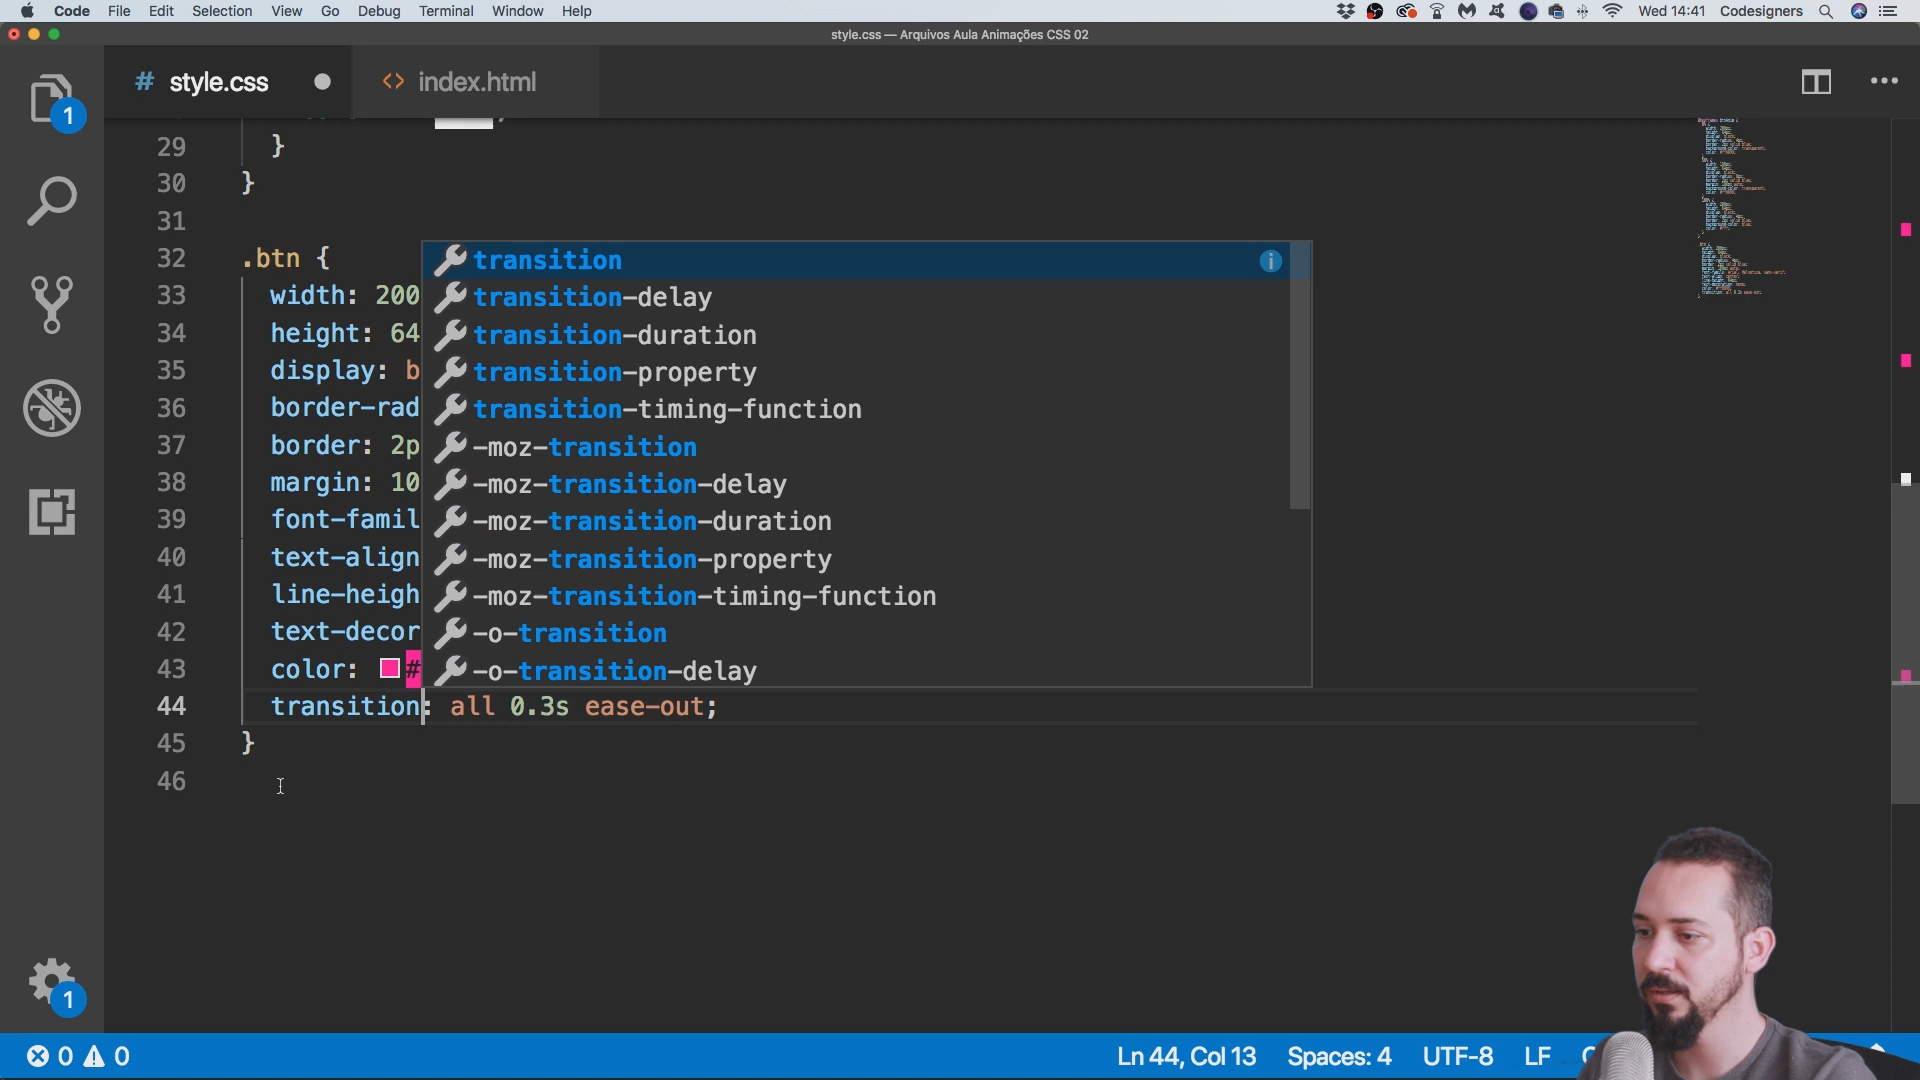 Code File Edit Selection View Go Debug Terminal Window Help Wed 14:41 Codesigners
style.css — Arquivos Aula Animações CSS 02
# style.css <> index.html
1
29 }
30 }
31
32 .btn {
33 width: 200
34 height: 64
35 display: b
36 border-rad
37 border: 2p
38 margin: 10
39 font-famil
40 text-align
41 line-heigh
42 text-decor
43 color: #
44 transition: all 0.3s ease-out;
45 }
46
transition
transition-delay
transition-duration
transition-property
transition-timing-function
-moz-transition
-moz-transition-delay
-moz-transition-duration
-moz-transition-property
-moz-transition-timing-function
-o-transition
-o-transition-delay
1
0 0 Ln 44, Col 13 Spaces: 4 UTF-8 LF